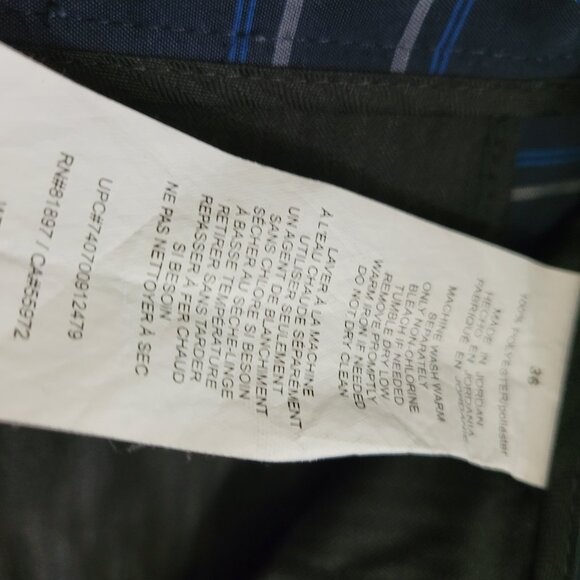 36
100% POLYESTER/poliéster
MADE IN JORDAN
HECHO EN JORDANIA
FABRIQUÉ EN
MACHINE WASH WARM
SEPARATELY
ONLY NON-CHLORINE
BLEACH IF NEEDED
TUMBLE DRY LOW
REMOVE PROMPTLY
WARM IRON IF NEEDED
DO NOT DRY CLEAN
LAVER À LA MACHINE
À L'EAU CHAUDE SÉPARÉMENT
UTILISER SEULEMENT
UN AGENT DE BLANCHIMENT
SANS CHLORE SI BESOIN
SÉCHER AU SÈCHE-LINGE
À BASSE TEMPÉRATURE
RETIRER SANS TARDER
REPASSER À FER CHAUD
SI BESOIN
NE PAS NETTOYER À SEC
UPC#740700912479
RN#81897 / CA#55972